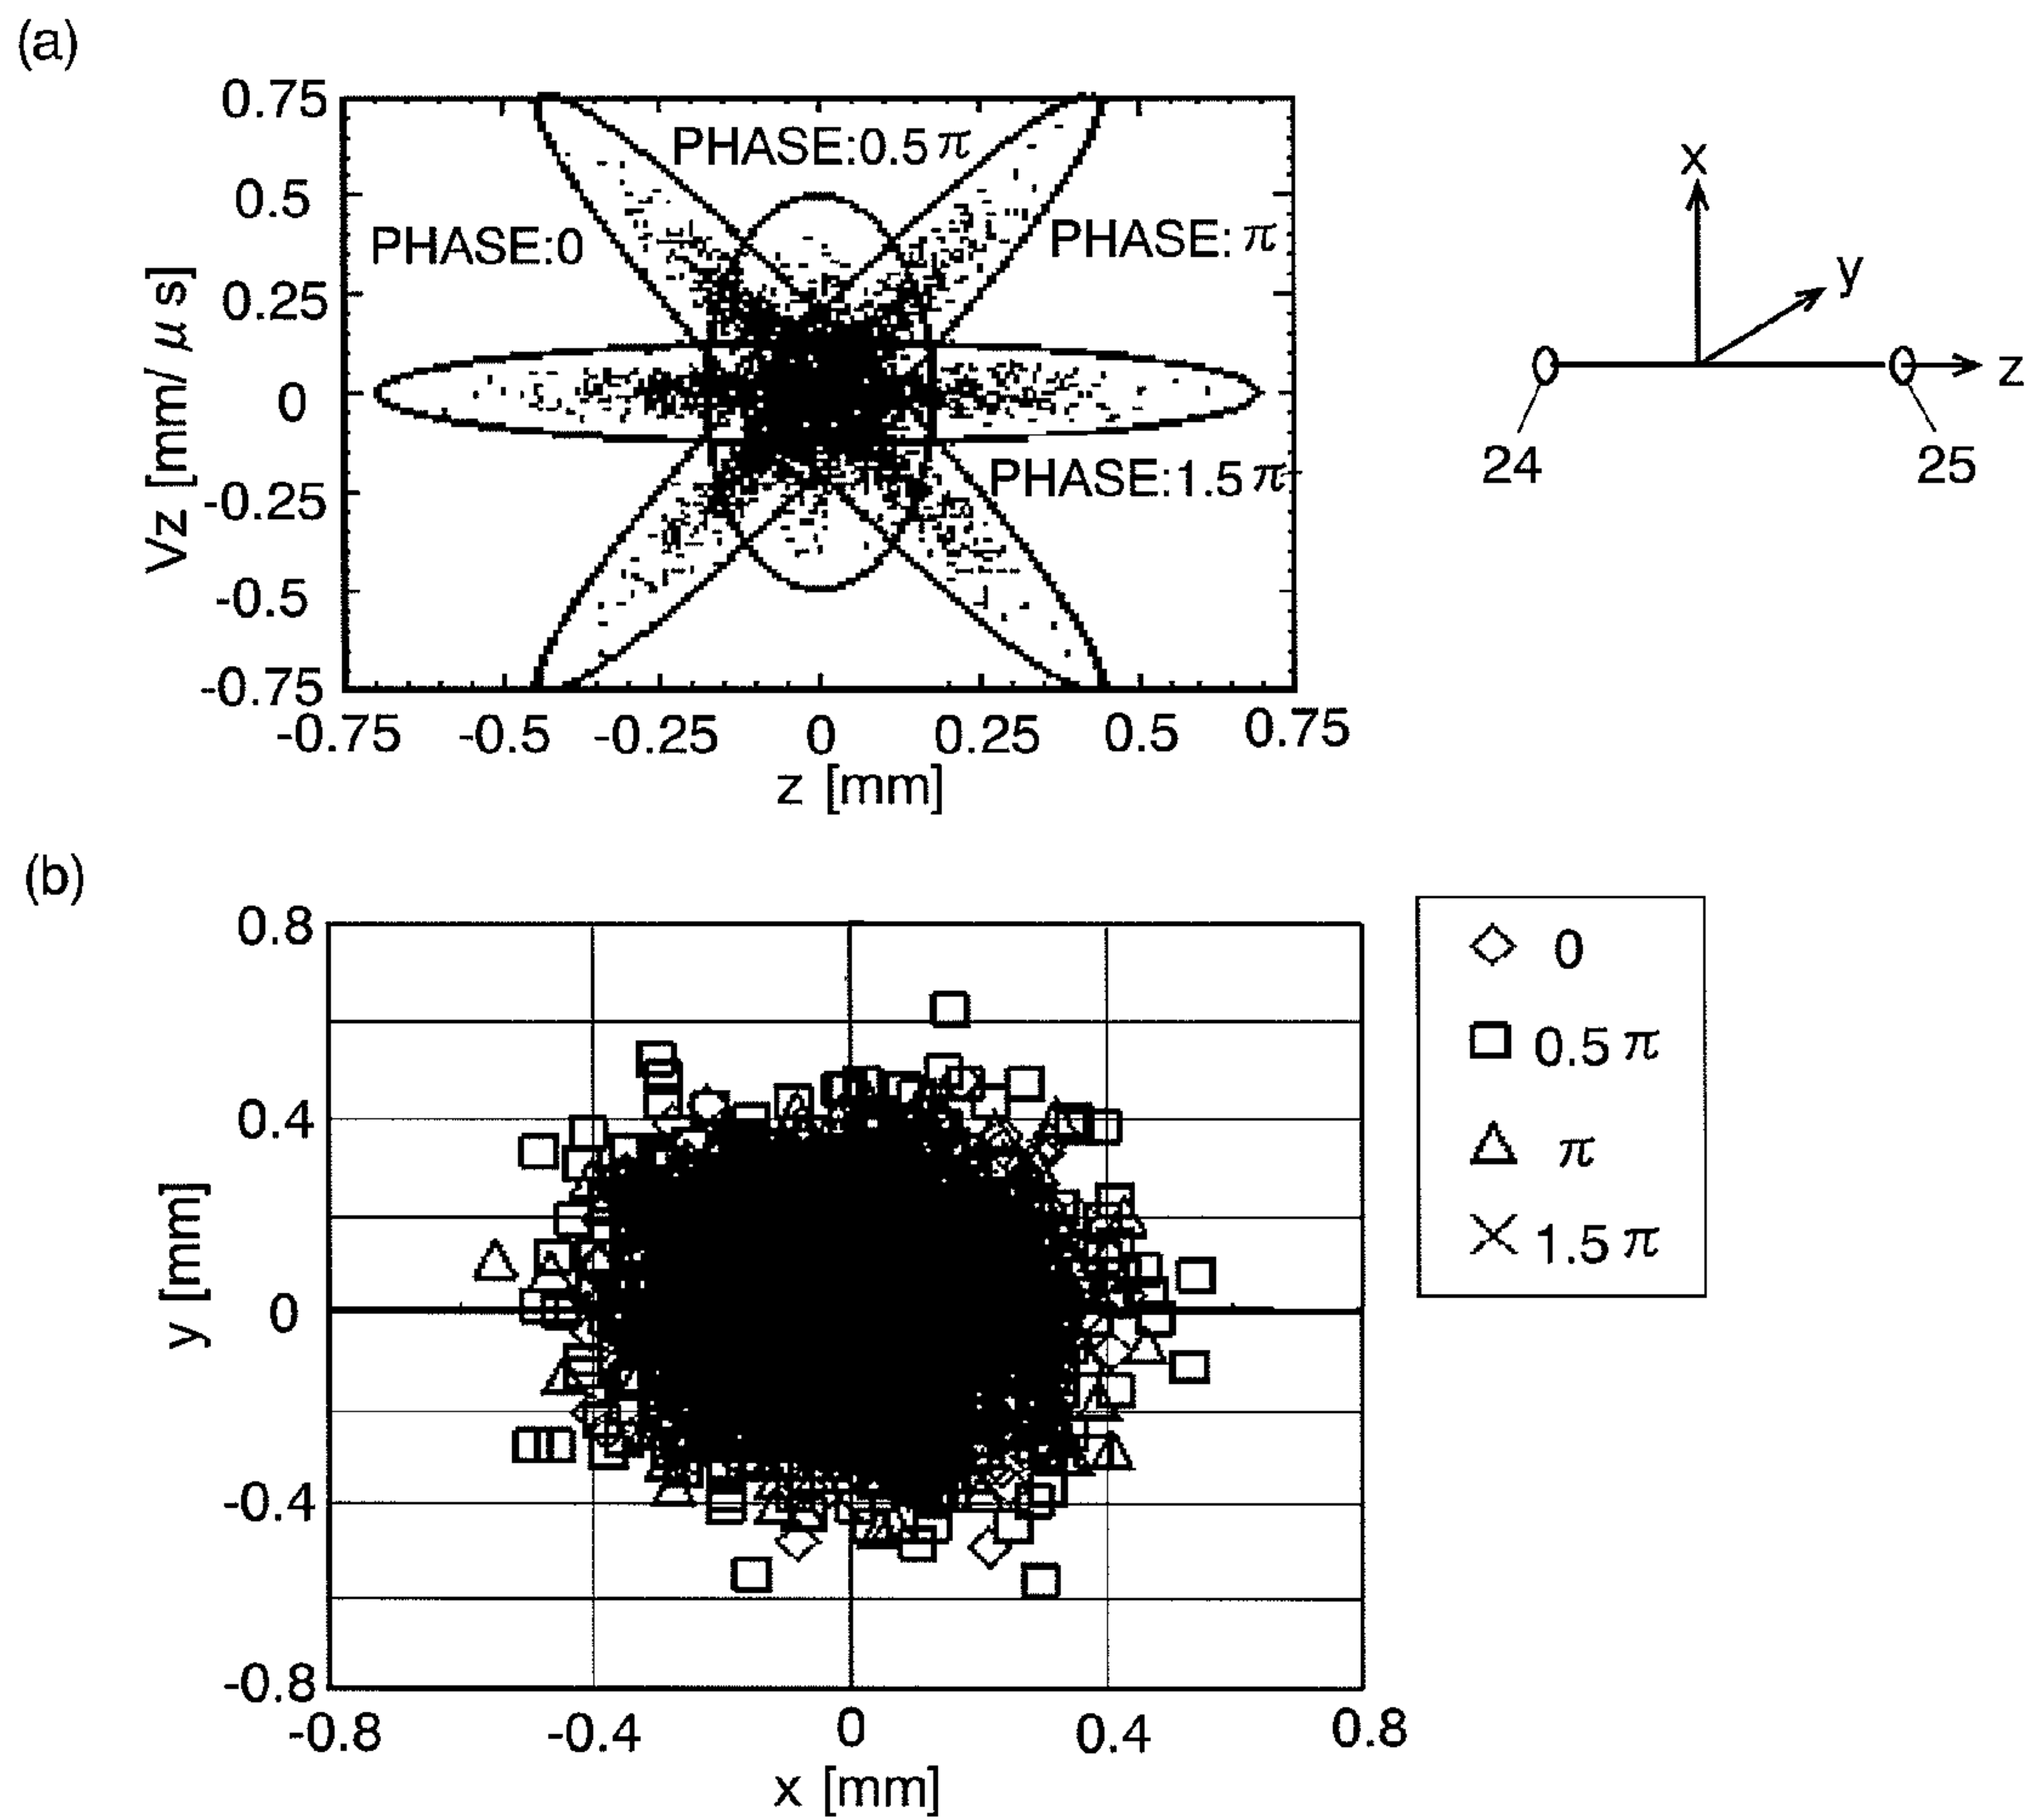 (a)
0.75
0.5
0.25
0
-0.25
-0.5
-0.75
Vz [mm/μs]
PHASE:0.5π
PHASE:0
PHASE:π
PHASE:1.5π
-0.75 -0.5 -0.25 0 0.25 0.5 0.75
z [mm]
x
y
z
24
25
(b)
0.8
0.4
0
-0.4
-0.8
y [mm]
-0.8 -0.4 0 0.4 0.8
x [mm]
◇ 0
□ 0.5π
△ π
× 1.5π